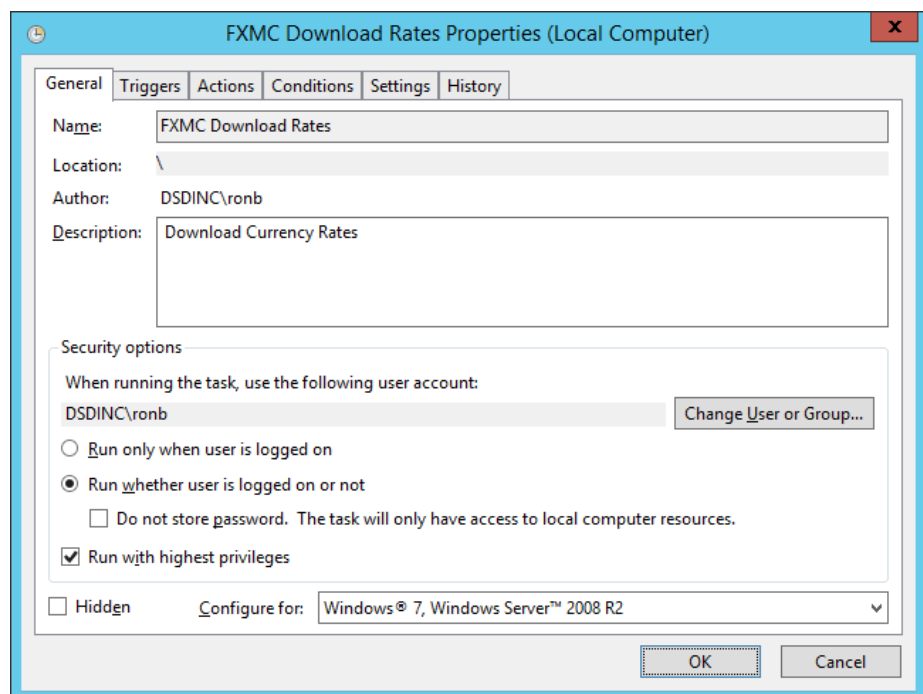 FXMC Download Rates Properties (Local Computer)
x
General Triggers Actions Conditions Settings History
Name: FXMC Download Rates
Location: \
Author: DSDINC\ronb
Description: Download Currency Rates
Security options
When running the task, use the following user account:
DSDINC\ronb Change User or Group...
Run only when user is logged on
Run whether user is logged on or not
Do not store password. The task will only have access to local computer resources.
Run with highest privileges
Hidden Configure for: Windows® 7, Windows Server™ 2008 R2
OK Cancel